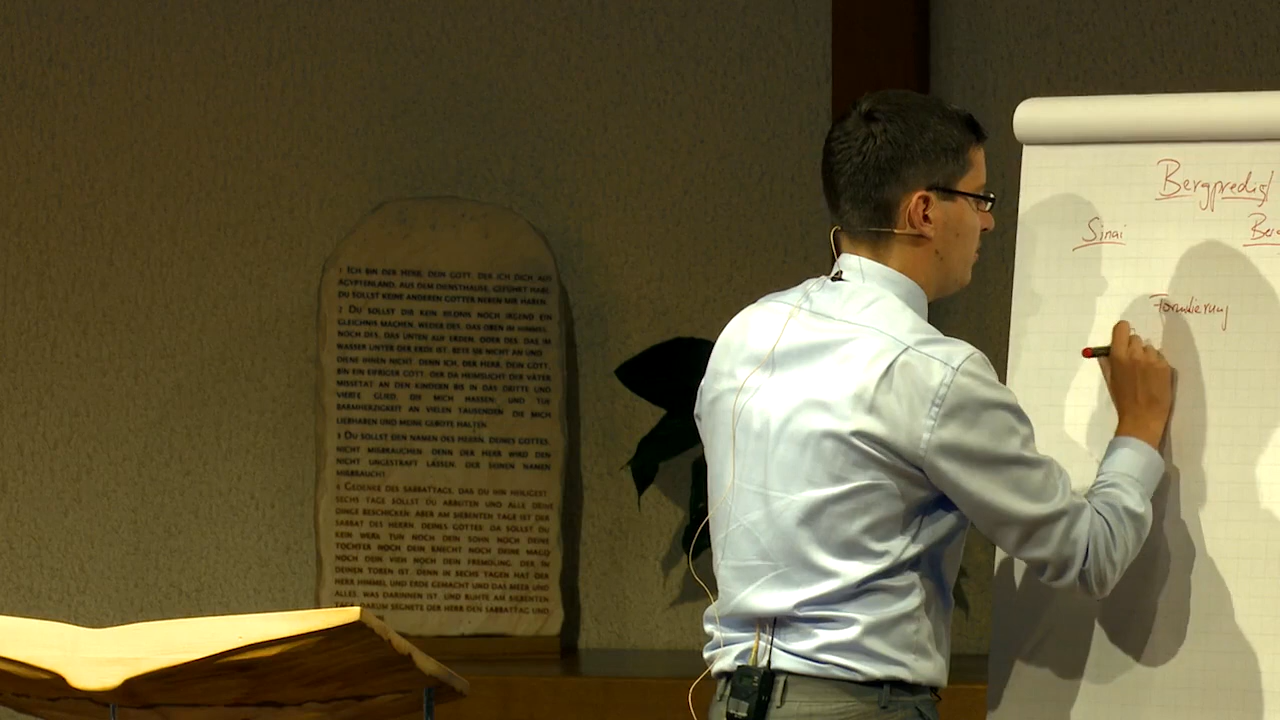 1 ICH BIN DER HERR, DEIN GOTT, DER ICH DICH AUS
ÄGYPTENLAND, AUS DEM DIENSTHAUSE, GEFÜHRT HABE.
DU SOLLST KEINE ANDEREN GÖTTER NEBEN MIR HABEN.
2 DU SOLLST DIR KEIN BILDNIS NOCH IRGEND EIN
GLEICHNIS MACHEN, WEDER DES, DAS OBEN IM HIMMEL,
NOCH DES, DAS UNTEN AUF ERDEN, ODER DES, DAS IM
WASSER UNTER DER ERDE IST. BETE SIE NICHT AN UND
DIENE IHNEN NICHT. DENN ICH, DER HERR, DEIN GOTT,
BIN EIN EIFRIGER GOTT, DER DA HEIMSUCHT DER VÄTER
MISSETAT AN DEN KINDERN BIS IN DAS DRITTE UND
VIERTE GLIED, DIE MICH HASSEN; UND TUE
BARMHERZIGKEIT AN VIELEN TAUSENDEN, DIE MICH
LIEBHABEN UND MEINE GEBOTE HALTEN.
3 DU SOLLST DEN NAMEN DES HERRN, DEINES GOTTES,
NICHT MISBRAUCHEN, DENN DER HERR WIRD DEN
NICHT UNGESTRAFT LASSEN, DER SEINEN NAMEN
MISBRAUCHT.
4 GEDENKE DES SABBATTAGS, DAS DU IHN HEILIGEST.
SECHS TAGE SOLLST DU ARBEITEN UND ALLE DEINE
DINGE BESCHICKEN. ABER AM SIEBENTEN TAGE IST DER
SABBAT DES HERRN, DEINES GOTTES. DA SOLLST DU
KEIN WERK TUN NOCH DEIN SOHN NOCH DEINE
TOCHTER NOCH DEIN KNECHT NOCH DEINE MAGD
NOCH DEIN VIEH NOCH DEIN FREMDLING, DER IN
DEINEN TOREN IST. DENN IN SECHS TAGEN HAT DER
HERR HIMMEL UND ERDE GEMACHT UND DAS MEER UND
ALLES, WAS DARINNEN IST, UND RUHTE AM SIEBENTEN
TAGE. DARUM SEGNETE DER HERR DEN SABBATTAG UND
Bergpredigt
Sinai
Ber